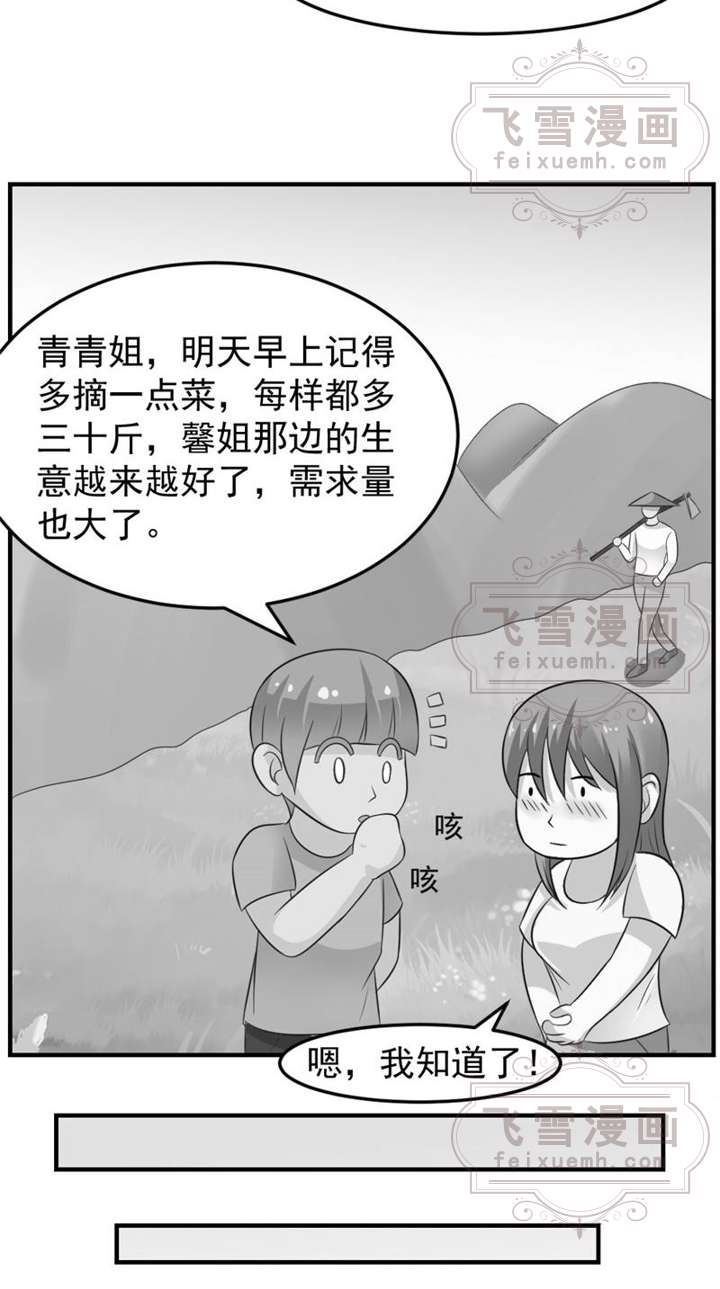 飞雪漫画
feixuemh.com
青青姐，明天早上记得
多摘一点菜，每样都多
三十斤，馨姐那边的生
意越来越好了，需求量
也大了。
飞雪漫画
feixuemh.com
咳
咳
嗯，我知道了！
飞雪漫画
feixuemh.com